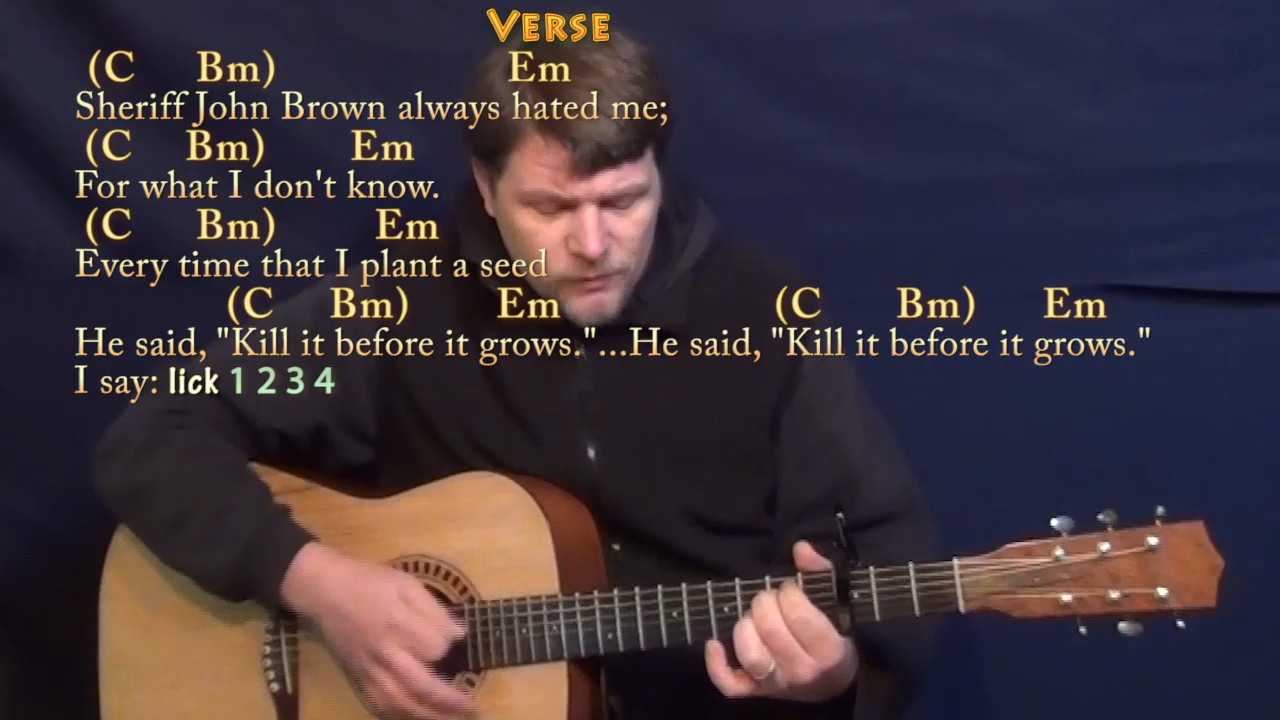 VERSE
(C Bm) Em
Sheriff John Brown always hated me;
(C Bm) Em
For what I don't know.
(C Bm) Em
Every time that I plant a seed
(C Bm) Em (C Bm) Em
He said, "Kill it before it grows."...He said, "Kill it before it grows."
I say: lick 1 2 3 4